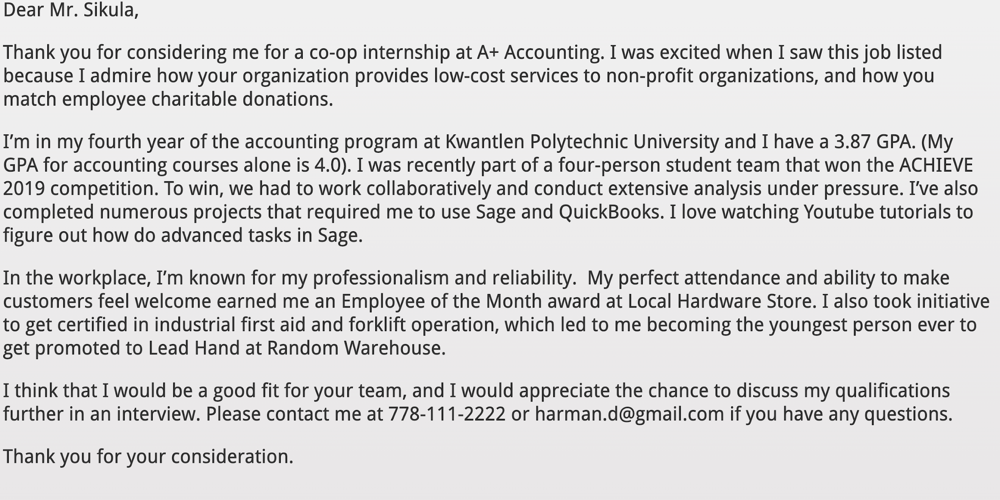 Dear Mr. Sikula,
Thank you for considering me for a co-op internship at A+ Accounting. I was excited when I saw this job listed
because I admire how your organization provides low-cost services to non-profit organizations, and how you
match employee charitable donations.
I’m in my fourth year of the accounting program at Kwantlen Polytechnic University and I have a 3.87 GPA. (My
GPA for accounting courses alone is 4.0). I was recently part of a four-person student team that won the ACHIEVE
2019 competition. To win, we had to work collaboratively and conduct extensive analysis under pressure. I’ve also
completed numerous projects that required me to use Sage and QuickBooks. I love watching Youtube tutorials to
figure out how do advanced tasks in Sage.
In the workplace, I’m known for my professionalism and reliability.  My perfect attendance and ability to make
customers feel welcome earned me an Employee of the Month award at Local Hardware Store. I also took initiative
to get certified in industrial first aid and forklift operation, which led to me becoming the youngest person ever to
get promoted to Lead Hand at Random Warehouse.
I think that I would be a good fit for your team, and I would appreciate the chance to discuss my qualifications
further in an interview. Please contact me at 778-111-2222 or harman.d@gmail.com if you have any questions.
Thank you for your consideration.